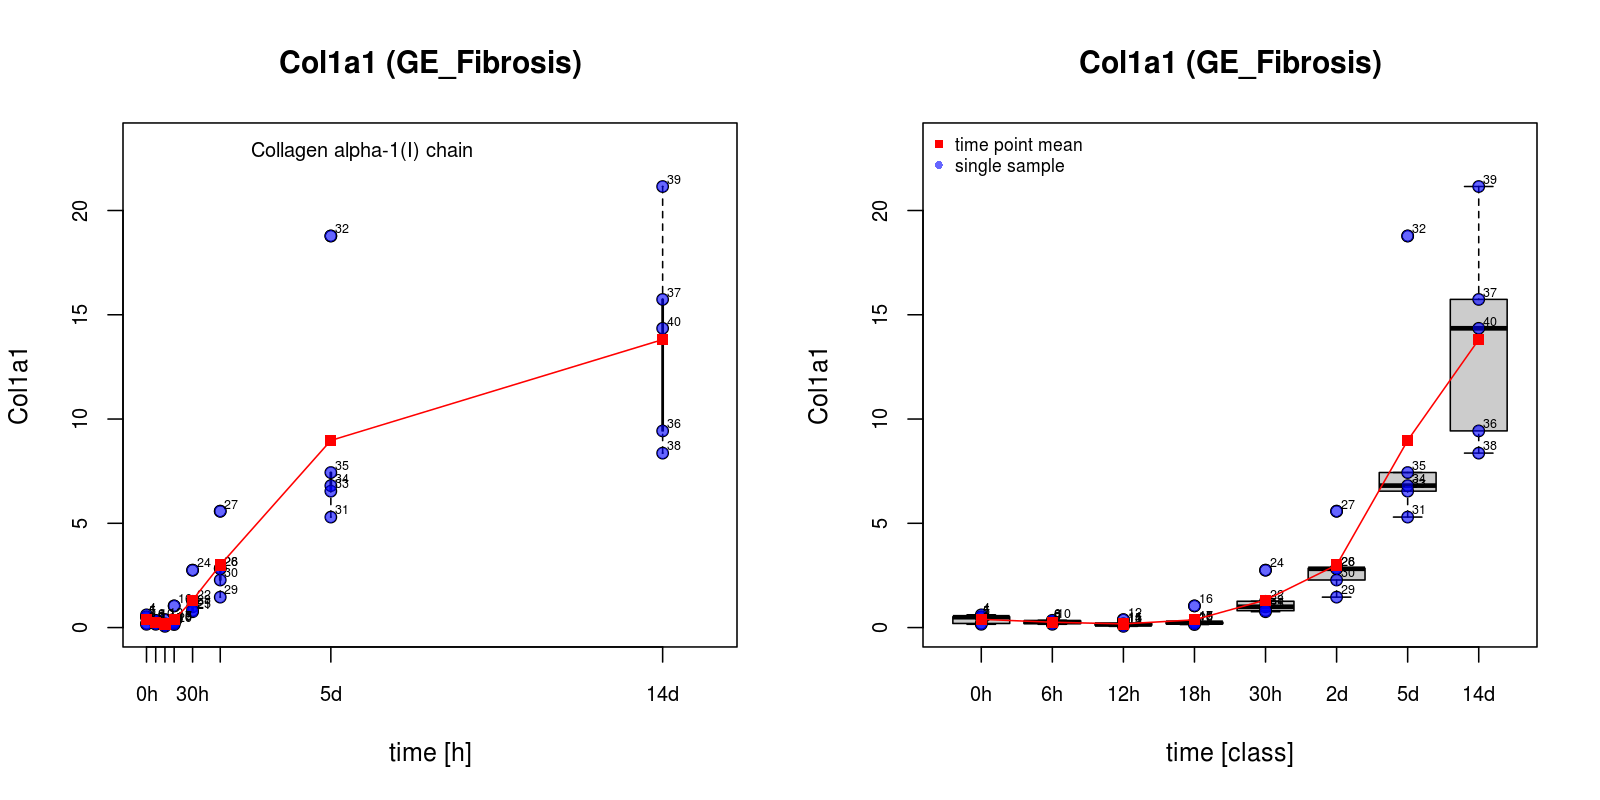 Col1a1 (GE_Fibrosis)
Collagen alpha-1(I) chain
Col1a1
20
15
10
5
0
39
32
37
40
36
38
35
34
33
31
27
28
30
29
24
0h
30h
5d
14d
time [h]
Col1a1 (GE_Fibrosis)
time point mean
single sample
Col1a1
20
15
10
5
0
39
32
37
40
36
38
35
31
27
30
29
24
16
12
10
0h
6h
12h
18h
30h
2d
5d
14d
time [class]